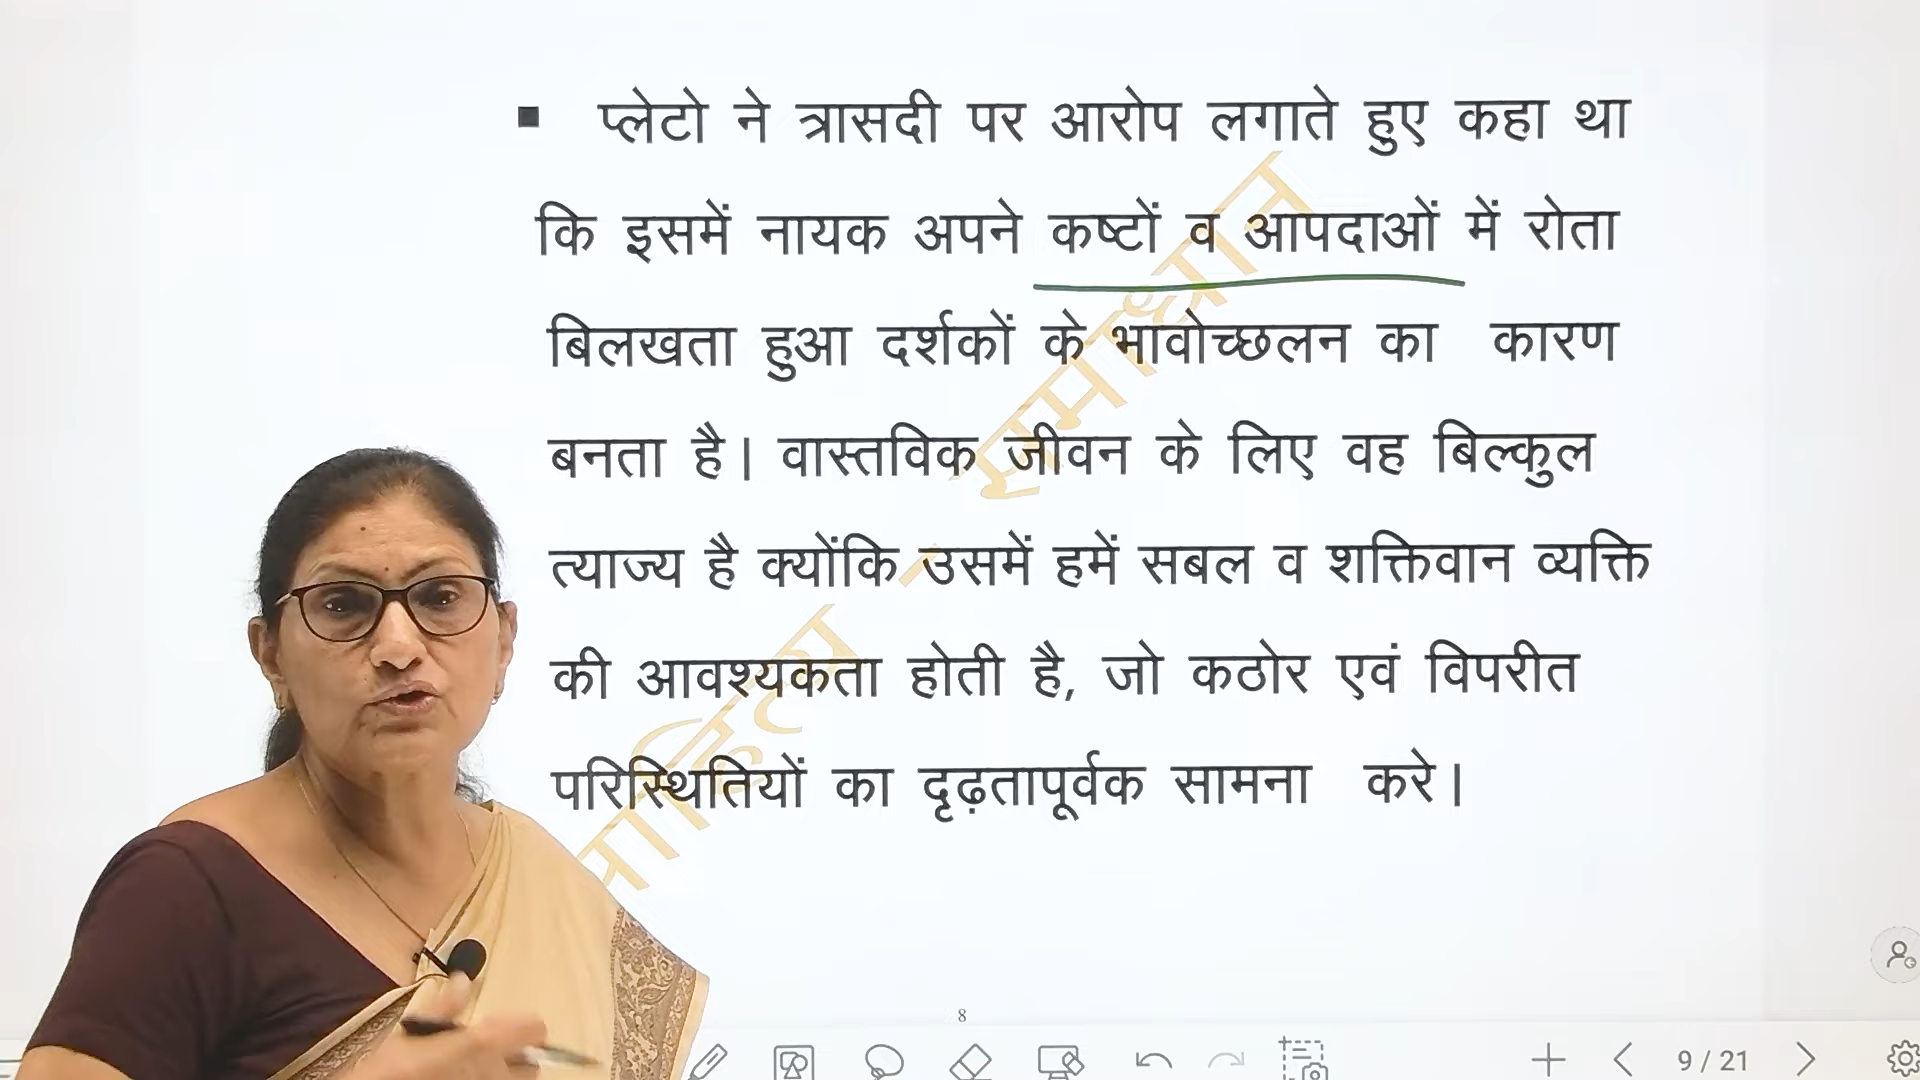 ▪ प्लेटो ने त्रासदी पर आरोप लगाते हुए कहा था
कि इसमें नायक अपने कष्टों व आपदाओं में रोता
बिलखता हुआ दर्शकों के भावोच्छलन का कारण
बनता है। वास्तविक जीवन के लिए वह बिल्कुल
त्याज्य है क्योंकि उसमें हमें सबल व शक्तिवान व्यक्ति
की आवश्यकता होती है, जो कठोर एवं विपरीत
परिस्थितियों का दृढ़तापूर्वक सामना करे।
साहित्य - समाधान
8
9 / 21